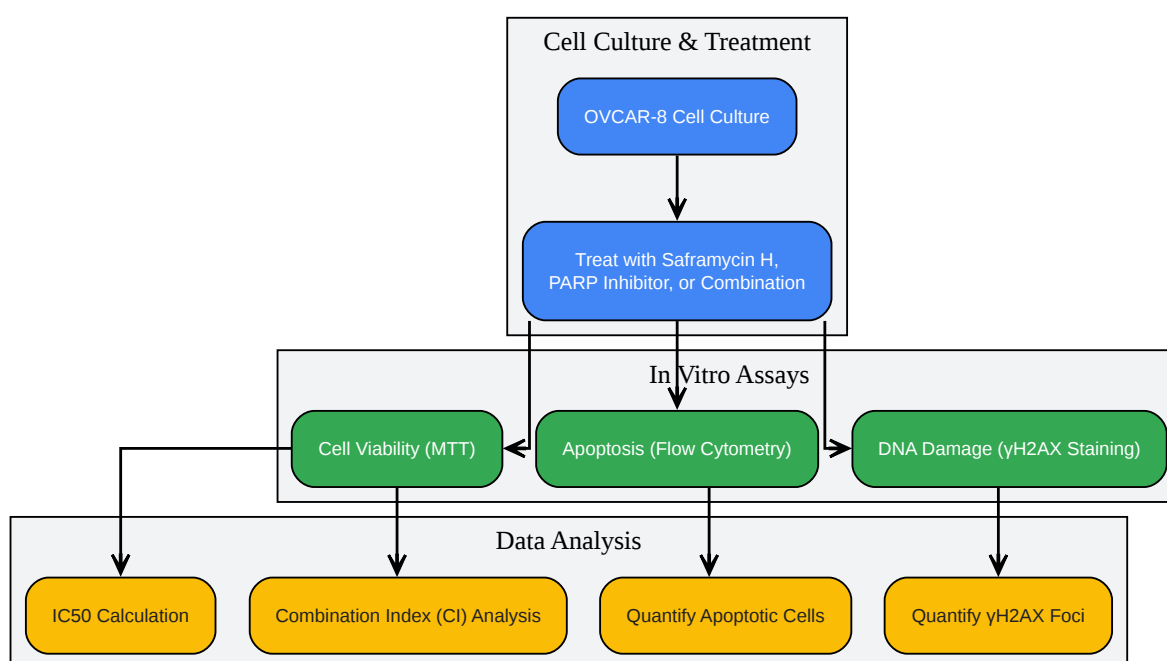 Cell Culture & Treatment
OVCAR-8 Cell Culture
Treat with Saframycin H,
PARP Inhibitor, or Combination
In Vitro Assays
Cell Viability (MTT)
Apoptosis (Flow Cytometry)
DNA Damage (γH2AX Staining)
Data Analysis
IC50 Calculation
Combination Index (CI) Analysis
Quantify Apoptotic Cells
Quantify γH2AX Foci